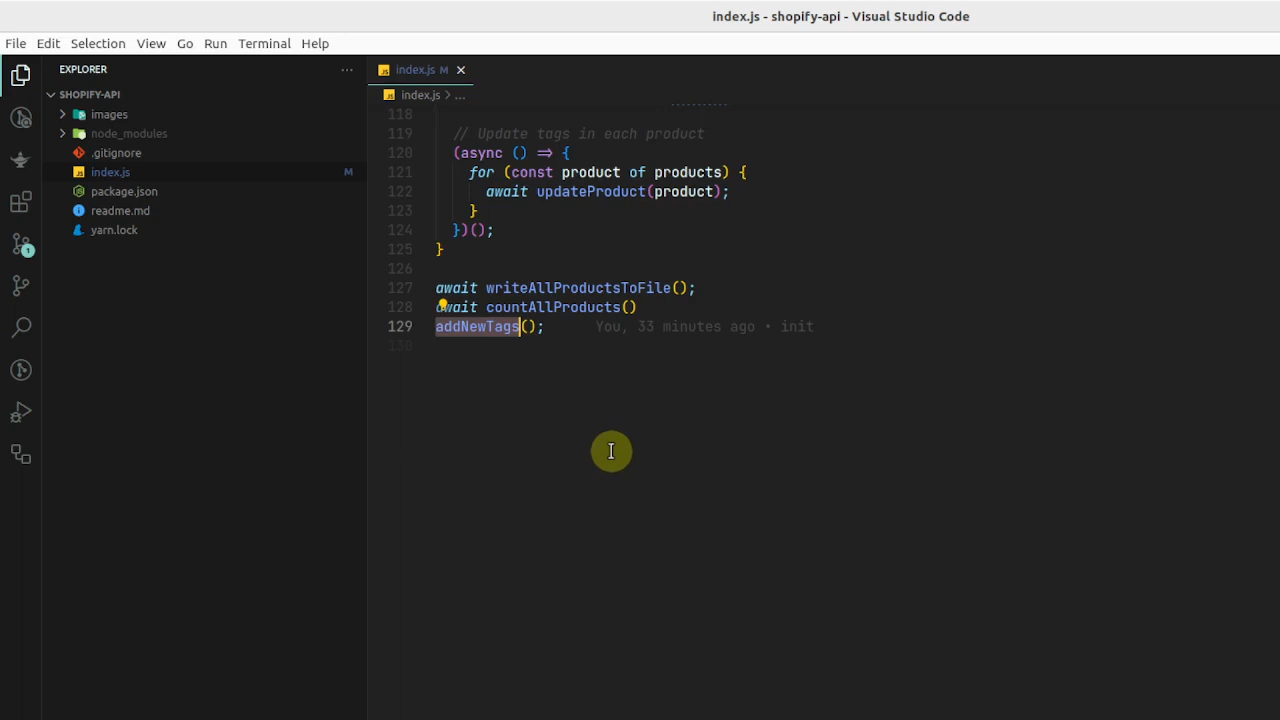 index.js - shopify-api - Visual Studio Code
File Edit Selection View Go Run Terminal Help
EXPLORER ···
index.js M ×
SHOPIFY-API
index.js > ...
images
node_modules
.gitignore
index.js M
package.json
readme.md
yarn.lock
1
118
119 // Update tags in each product
120 (async () => {
121 for (const product of products) {
122 await updateProduct(product);
123 }
124 })();
125 }
126
127 await writeAllProductsToFile();
128 await countAllProducts()
129 addNewTags(); You, 33 minutes ago • init
130